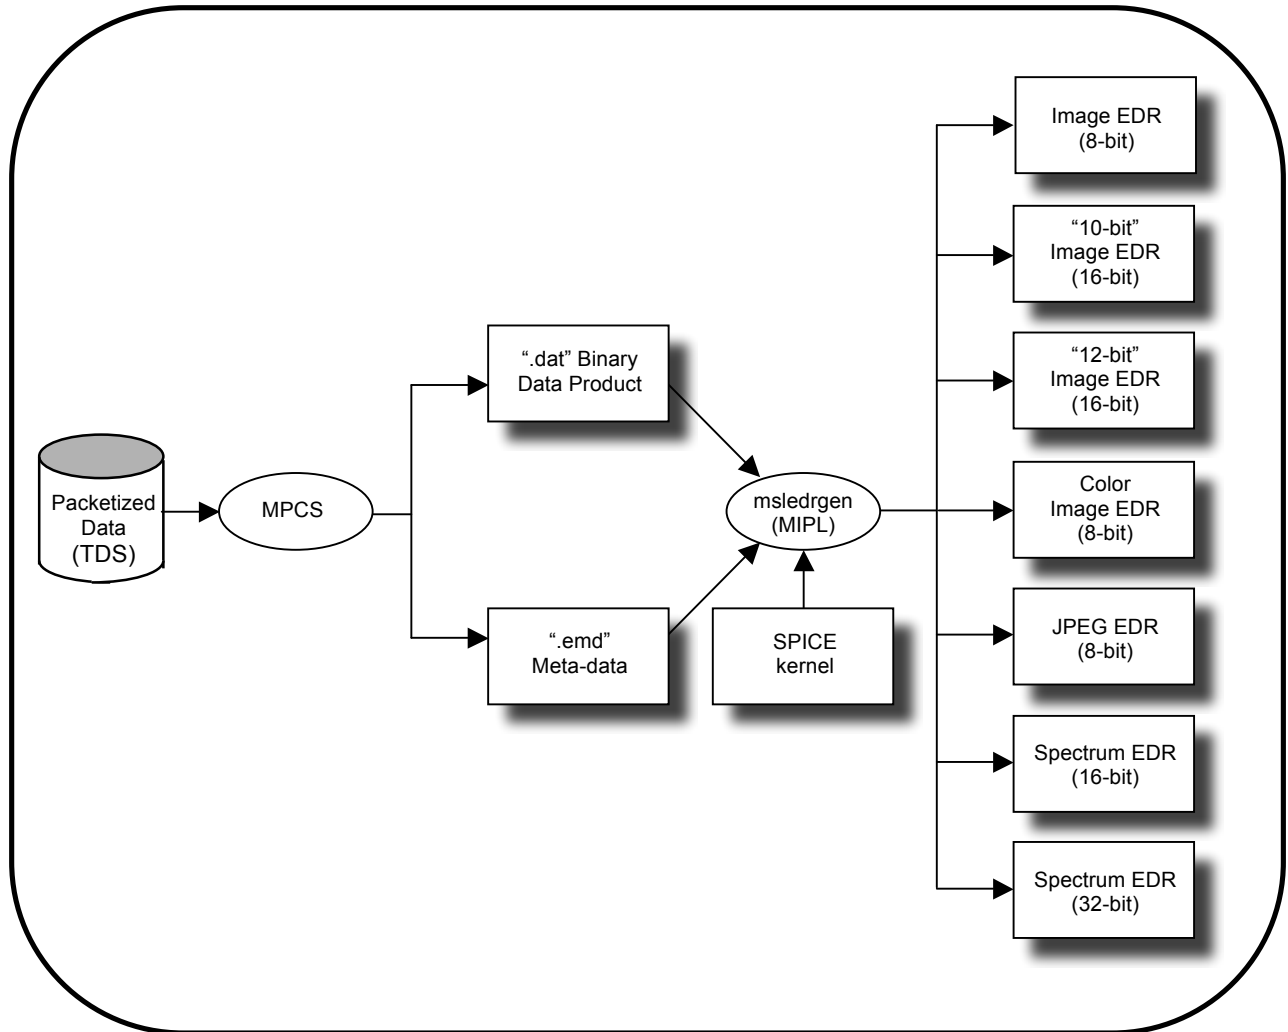 Packetized
Data
(TDS)
MPCS
“.dat” Binary
Data Product
“.emd”
Meta-data
msledrgen
(MIPL)
SPICE
kernel
Image EDR
(8-bit)
“10-bit”
Image EDR
(16-bit)
“12-bit”
Image EDR
(16-bit)
Color
Image EDR
(8-bit)
JPEG EDR
(8-bit)
Spectrum EDR
(16-bit)
Spectrum EDR
(32-bit)